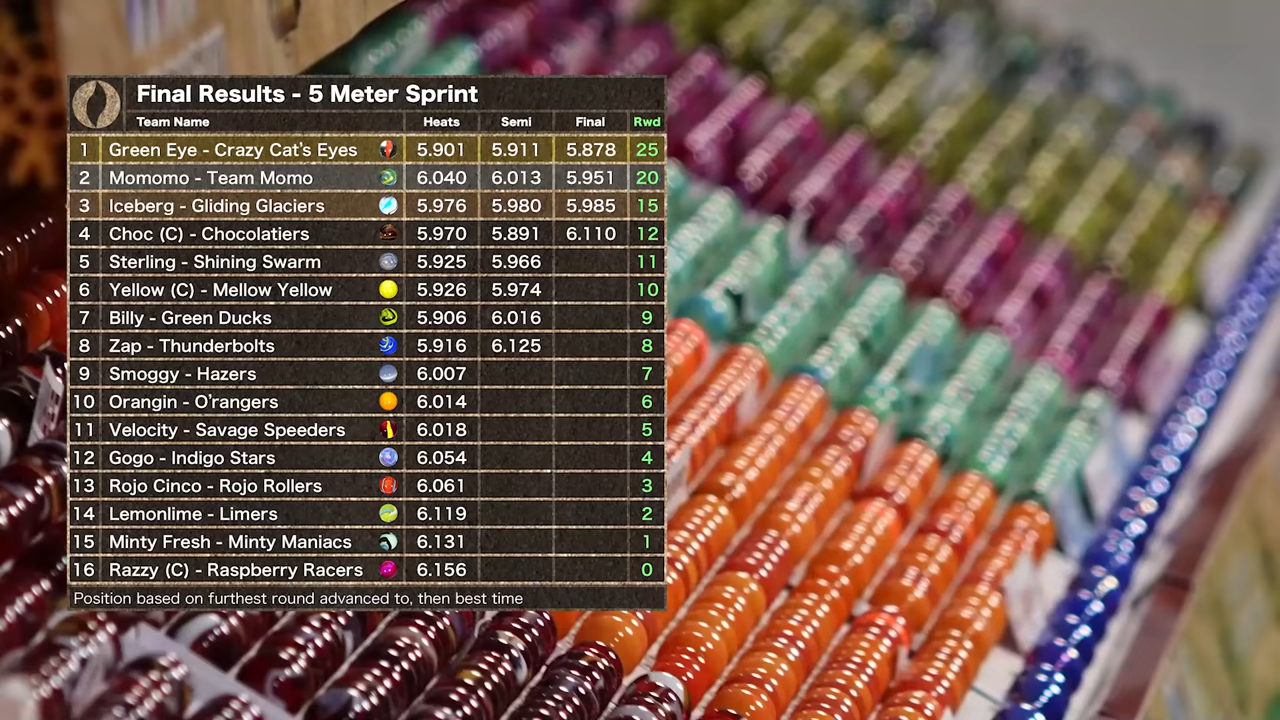 Final Results - 5 Meter Sprint
Team Name Heats Semi Final Rwd
1 Green Eye - Crazy Cat's Eyes 5.901 5.911 5.878 25
2 Momomo - Team Momo 6.040 6.013 5.951 20
3 Iceberg - Gliding Glaciers 5.976 5.980 5.985 15
4 Choc (C) - Chocolatiers 5.970 5.891 6.110 12
5 Sterling - Shining Swarm 5.925 5.966 11
6 Yellow (C) - Mellow Yellow 5.926 5.974 10
7 Billy - Green Ducks 5.906 6.016 9
8 Zap - Thunderbolts 5.916 6.125 8
9 Smoggy - Hazers 6.007 7
10 Orangin - O'rangers 6.014 6
11 Velocity - Savage Speeders 6.018 5
12 Gogo - Indigo Stars 6.054 4
13 Rojo Cinco - Rojo Rollers 6.061 3
14 Lemonlime - Limers 6.119 2
15 Minty Fresh - Minty Maniacs 6.131 1
16 Razzy (C) - Raspberry Racers 6.156 0
Position based on furthest round advanced to, then best time